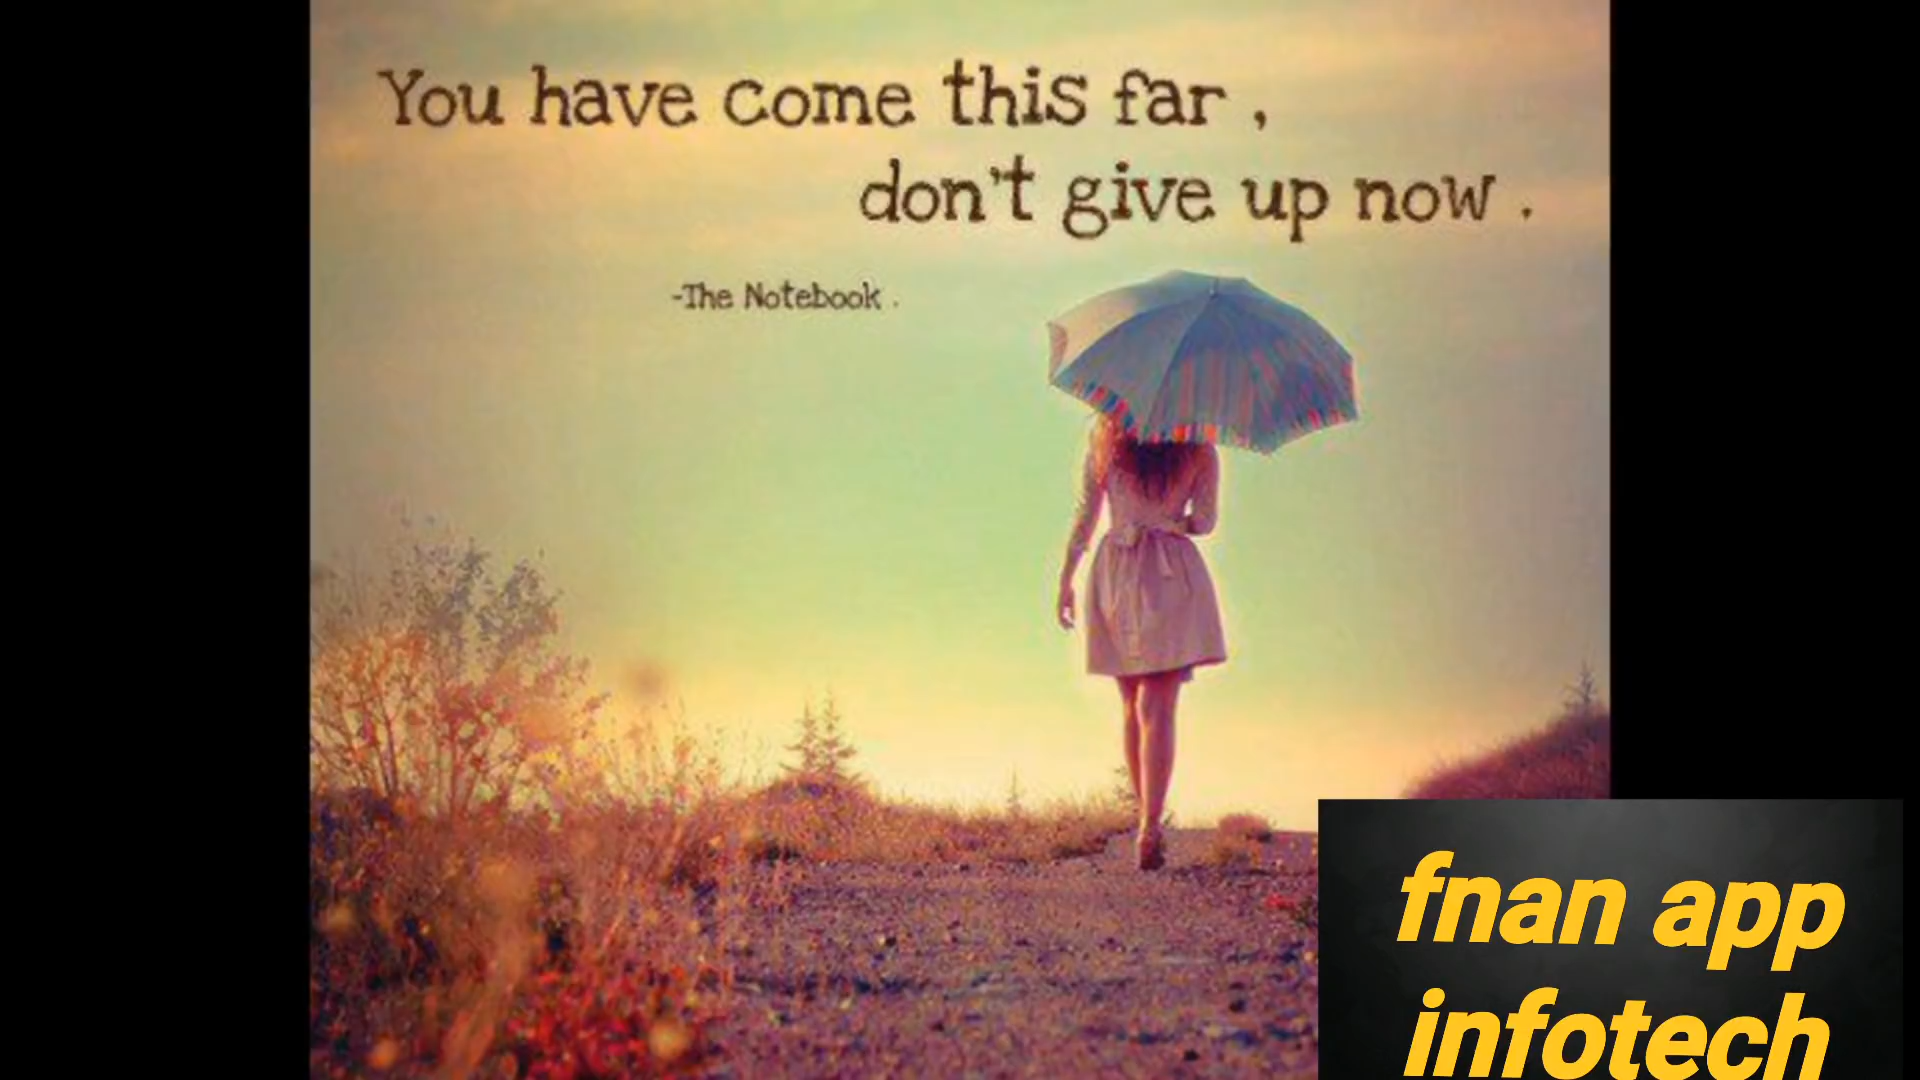 You have come this far ,
don't give up now .
-The Notebook .
fnan app
infotech